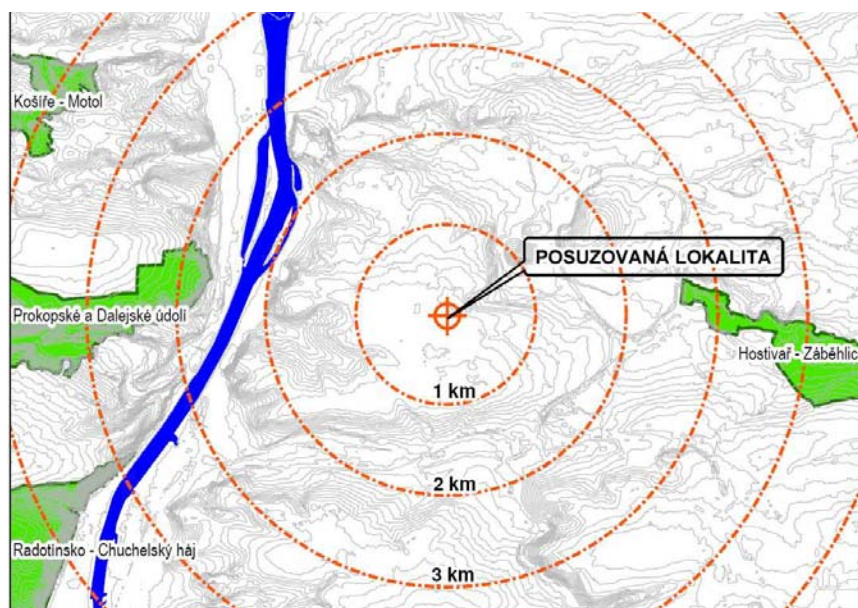 Košíře - Motol
POSUZOVANÁ LOKALITA
Prokopské a Dalejské údolí
Hostivař - Záběhlic
1 km
2 km
Radotínsko - Chuchelský háj
3 km